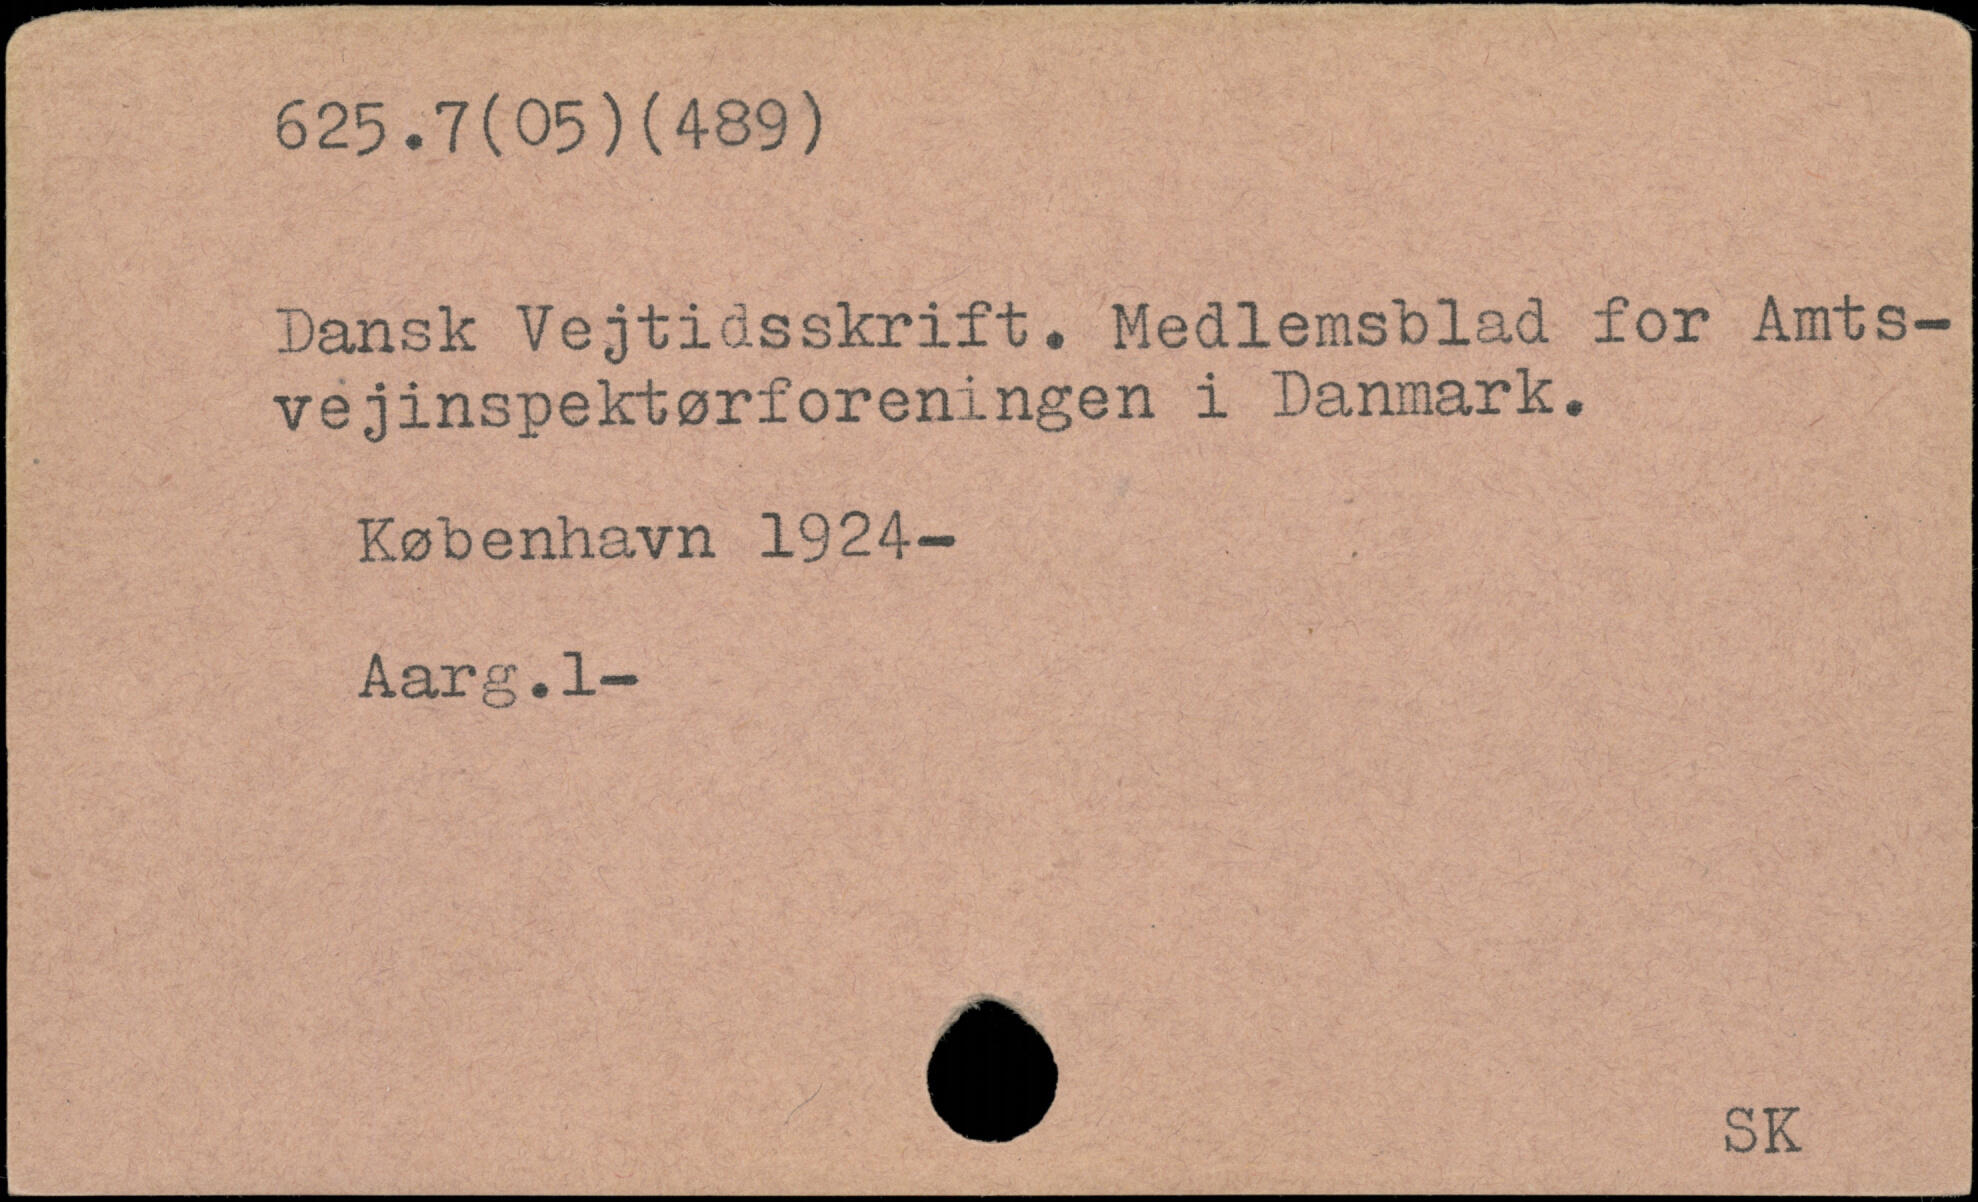 625.7(05)(489)
Dansk Vejtidsskrift. Medlemsblad for Amts-
vejinspektørforeningen i Danmark.
København 1924-
Aarg.1-
SK